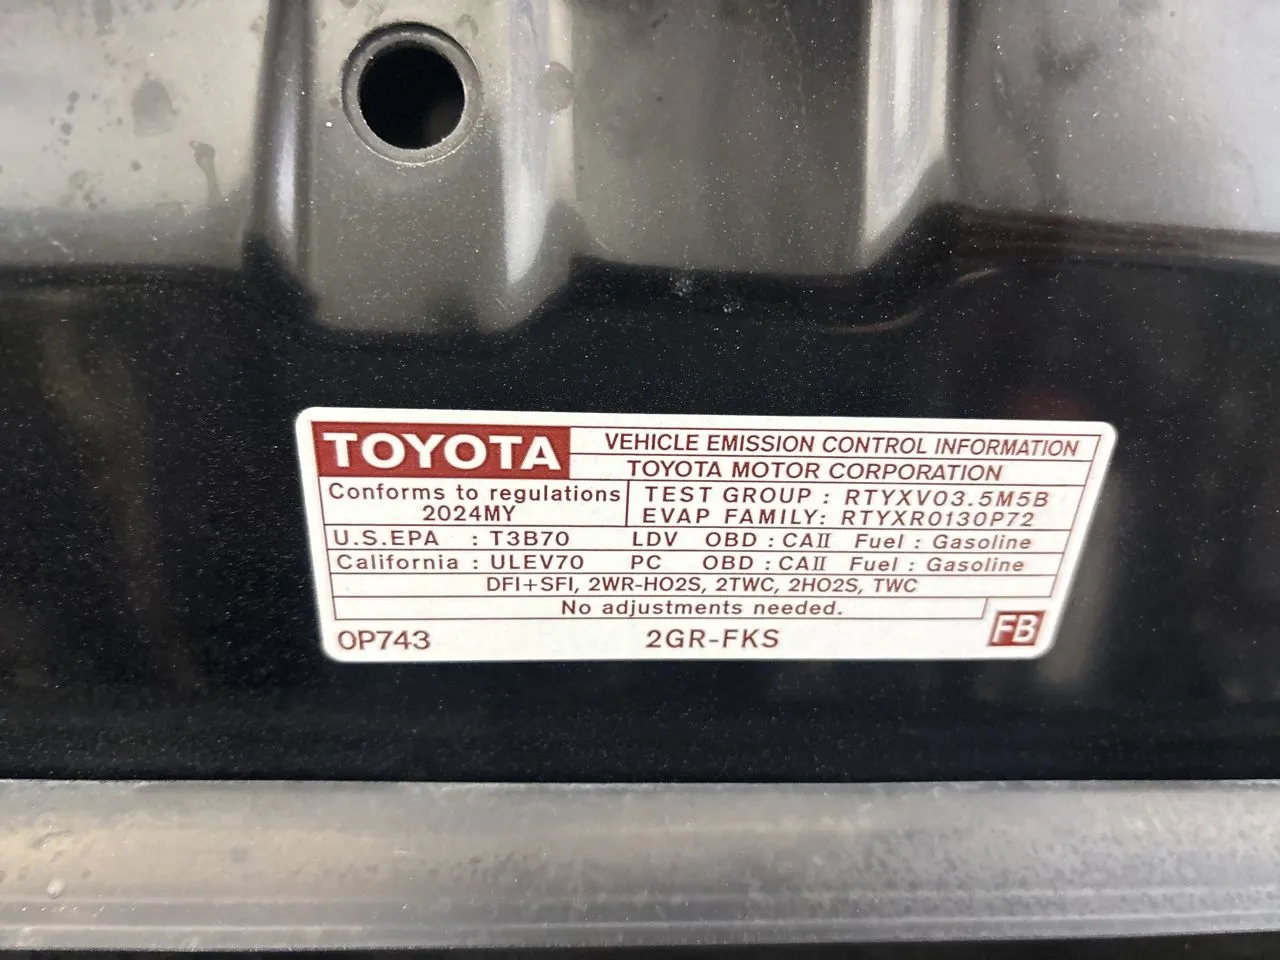 TOYOTA VEHICLE EMISSION CONTROL INFORMATION
TOYOTA MOTOR CORPORATION
Conforms to regulations TEST GROUP : RTYXV03.5M5B
2024MY EVAP FAMILY: RTYXR0130P72
U.S.EPA : T3B70 LDV OBD : CAII Fuel : Gasoline
California : ULEV70 PC OBD : CAII Fuel : Gasoline
DFI+SFI, 2WR-HO2S, 2TWC, 2HO2S, TWC
No adjustments needed.
0P743 2GR-FKS FB